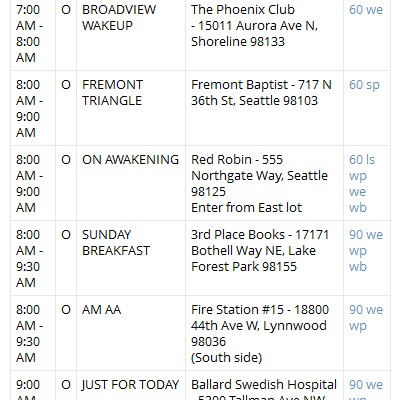 7:00 AM - 8:00 AM O BROADVIEW WAKEUP The Phoenix Club - 15011 Aurora Ave N, Shoreline 98133 60 we
8:00 AM - 9:00 AM O FREMONT TRIANGLE Fremont Baptist - 717 N 36th St, Seattle 98103 60 sp
8:00 AM - 9:00 AM O ON AWAKENING Red Robin - 555 Northgate Way, Seattle 98125 Enter from East lot 60 ls wp we wb
8:00 AM - 9:30 AM O SUNDAY BREAKFAST 3rd Place Books - 17171 Bothell Way NE, Lake Forest Park 98155 90 we wp wb
8:00 AM - 9:30 AM O AM AA Fire Station #15 - 18800 44th Ave W, Lynnwood 98036 (South side) 90 we wp
9:00 AM O JUST FOR TODAY Ballard Swedish Hospital - 5300 Tallman Ave NW 90 we wp